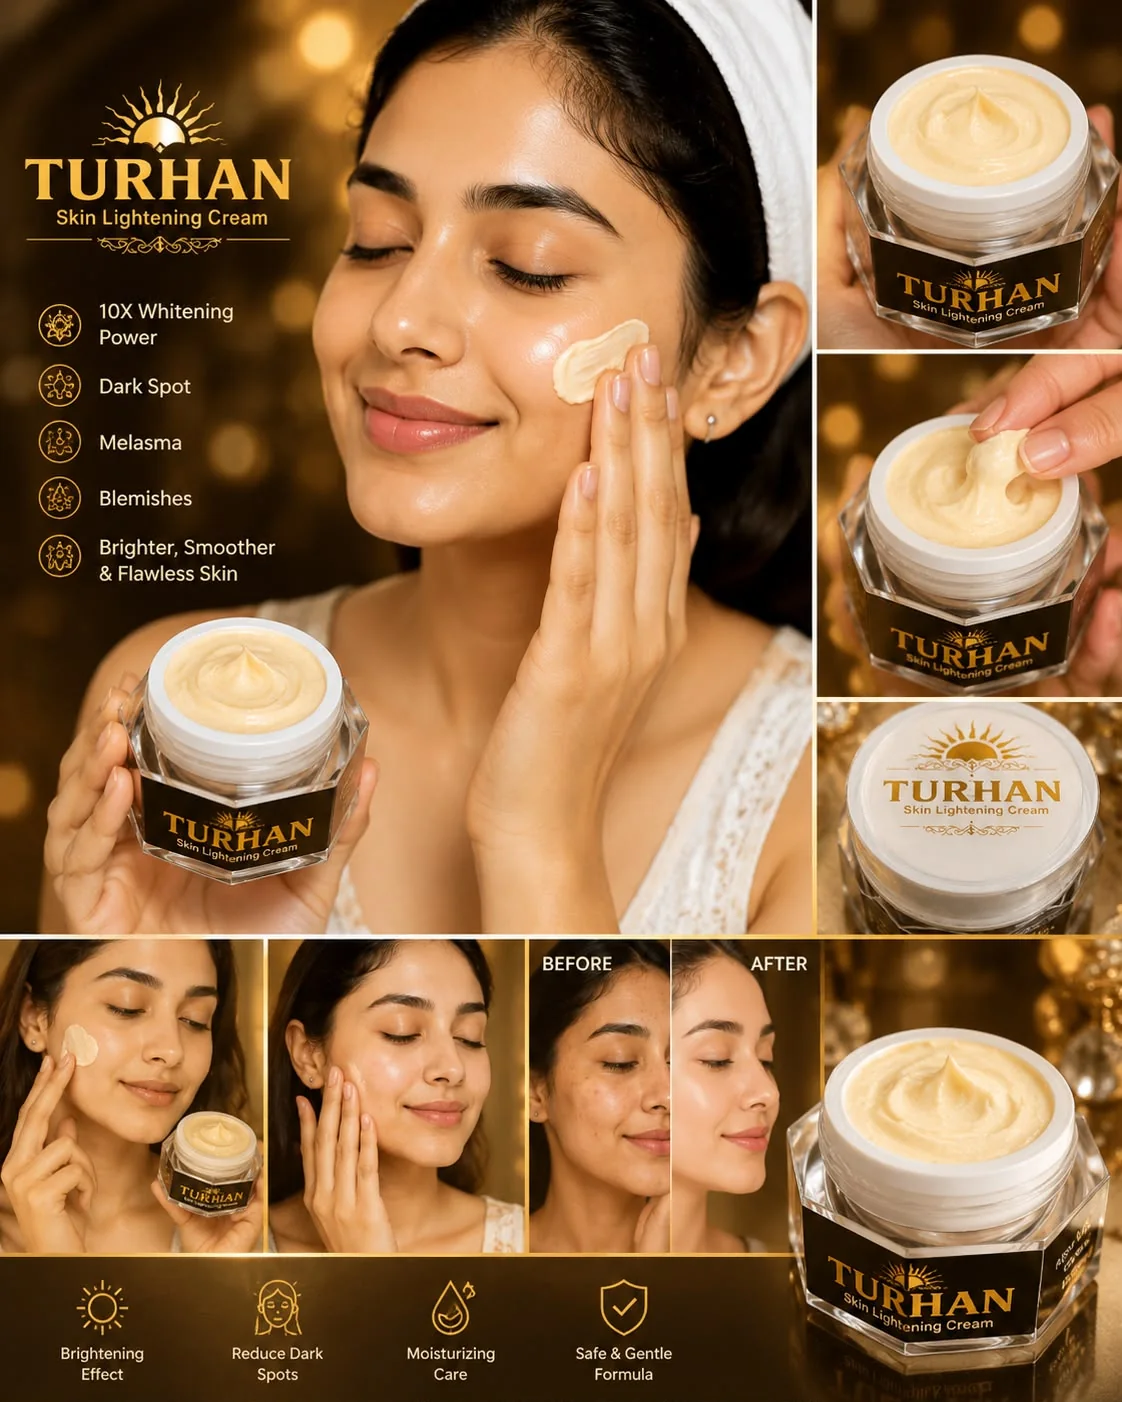 TURHAN
Skin Lightening Cream
10X Whitening
Power
Dark Spot
Melasma
Blemishes
Brighter, Smoother
& Flawless Skin
TURHAN
Skin Lightening Cream
TURHAN
Skin Lightening Cream
TURHAN
Skin Lightening Cream
TURHAN
Skin Lightening Cream
TURHAN
BEFORE
AFTER
TURHAN
Skin Lightening Cream
Brightening
Effect
Reduce Dark
Spots
Moisturizing
Care
Safe & Gentle
Formula